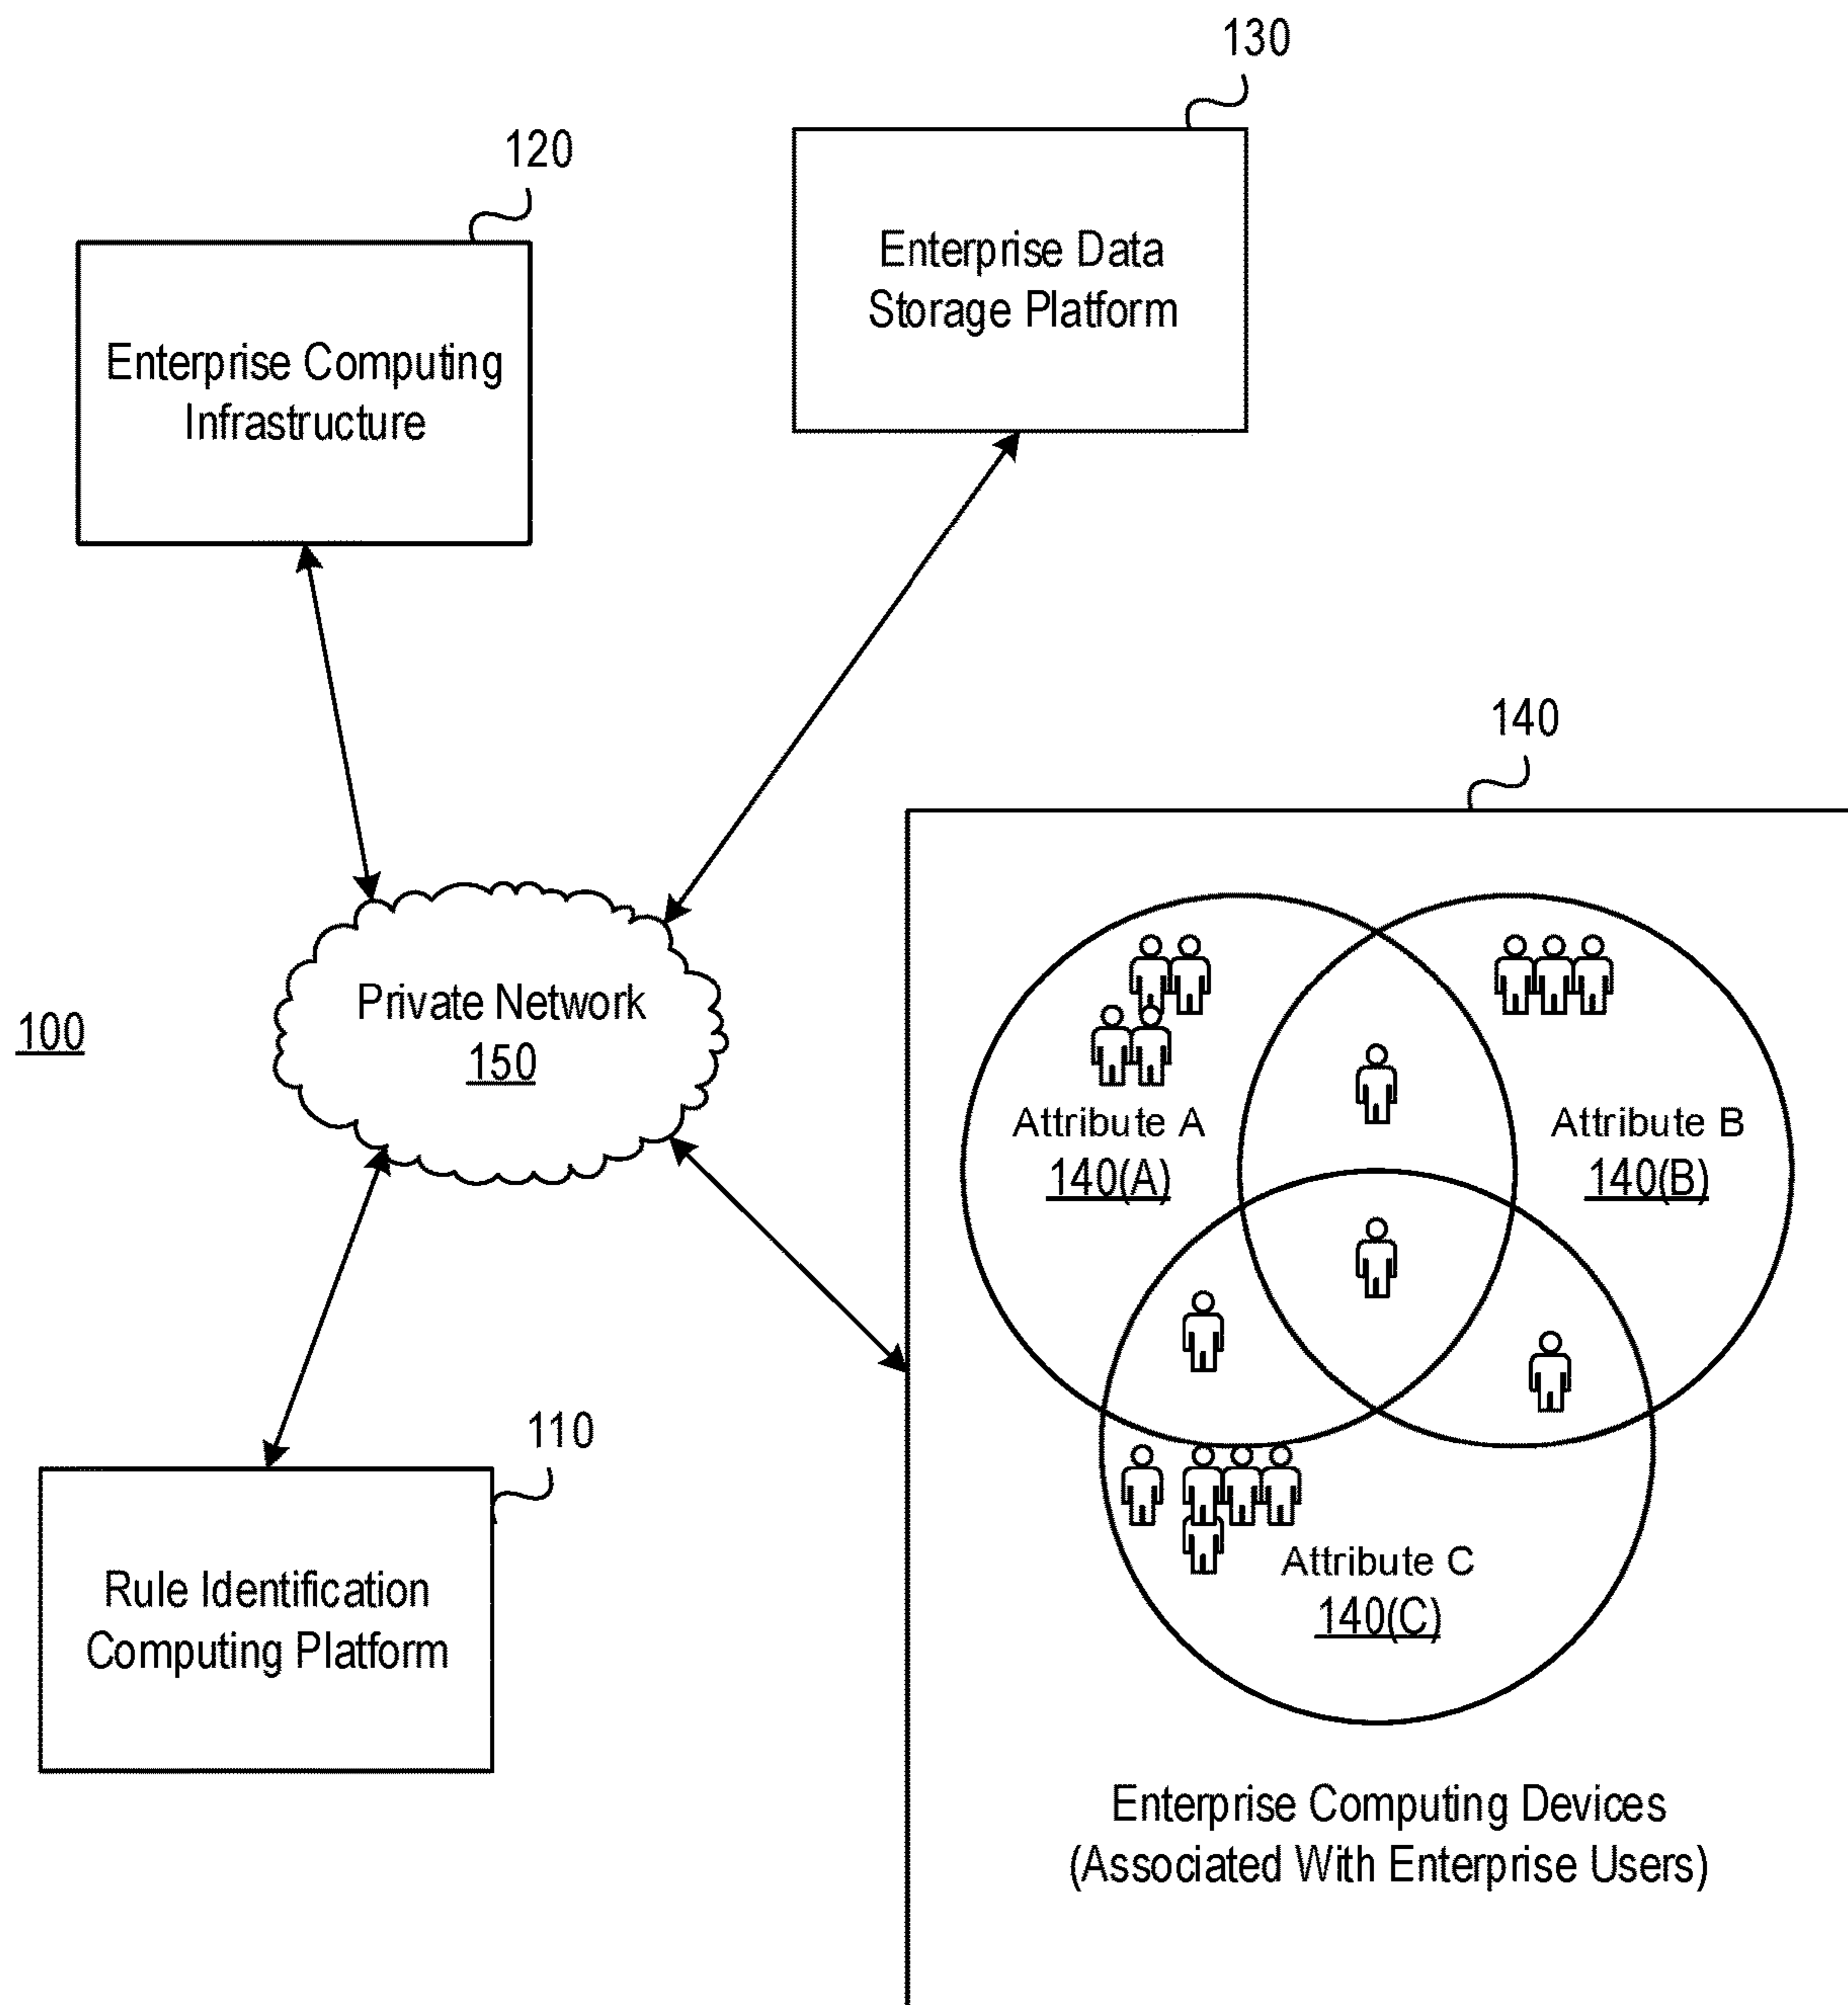 130
120
Enterprise Data
Storage Platform
Enterprise Computing
Infrastructure
140
Private Network
150
100
Attribute A
140(A)
Attribute B
140(B)
110
Rule Identification
Computing Platform
Attribute C
140(C)
Enterprise Computing Devices
(Associated With Enterprise Users)